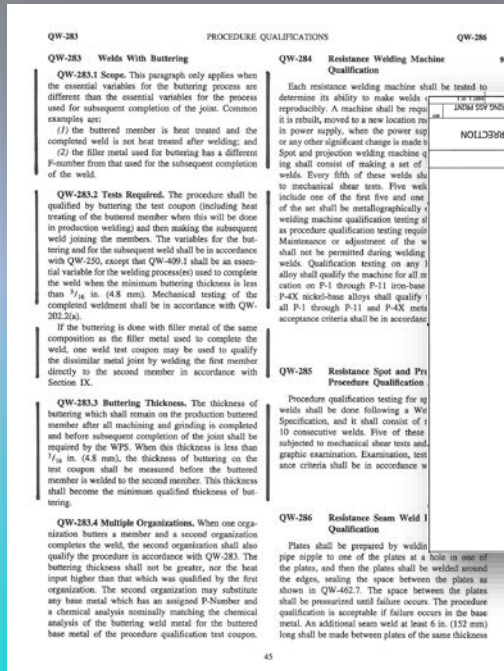 QW-283 PROCEDURE QUALIFICATIONS QW-286
QW-283 Welds With Buttering
QW-283.1 Scope. This paragraph only applies when
the essential variables for the buttering process are
different than the essential variables for the process
used for subsequent completion of the joint. Common
examples are:
(1) the buttered member is heat treated and the
completed weld is not heat treated after welding; and
(2) the filler metal used for buttering has a different
F-number from that used for the subsequent completion
of the weld.
QW-283.2 Tests Required. The procedure shall be
qualified by buttering the test coupon (including heat
treating of the buttered member when this will be done
in production welding) and then making the subsequent
weld joining the members. The variables for the but-
tering and for the subsequent weld shall be in accordance
with QW-250, except that QW-409.1 shall be an essen-
tial variable for the welding process(es) used to complete
the weld when the minimum buttering thickness is less
than 3/16 in. (4.8 mm). Mechanical testing of the
completed weldment shall be in accordance with QW-
202.2(a).
If the buttering is done with filler metal of the same
composition as the filler metal used to complete the
weld, one weld test coupon may be used to qualify
the dissimilar metal joint by welding the first member
directly to the second member in accordance with
Section IX.
QW-283.3 Buttering Thickness. The thickness of
buttering which shall remain on the production buttered
member after all machining and grinding is completed
and before subsequent completion of the joint shall be
required by the WPS. When this thickness is less than
3/16 in. (4.8 mm), the thickness of buttering on the
test coupon shall be measured before the buttered
member is welded to the second member. This thickness
shall become the minimum qualified thickness of but-
tering.
QW-283.4 Multiple Organizations. When one orga-
nization butters a member and a second organization
completes the weld, the second organization shall also
qualify the procedure in accordance with QW-283. The
buttering thickness shall not be greater, nor the heat
input higher than that which was qualified by the first
organization. The second organization may substitute
any base metal which has an assigned P-Number and
a chemical analysis nominally matching the chemical
analysis of the buttering weld metal for the buttered
base metal of the procedure qualification test coupon.
QW-284 Resistance Welding Machine
Qualification
Each resistance welding machine shall be tested to
determine its ability to make welds
reproducibly. A machine shall be
it is rebuilt, moved to a new location
in power supply, when the power
or any other significant change is made
Spot and projection welding machine
ing shall consist of making a set of
welds. Every fifth of these welds
to mechanical shear tests. Five
include one of the first five and one
of the set shall be metallographically
welding machine qualification testing
as procedure qualification testing
Maintenance or adjustment of the
shall not be permitted during welding
welds. Qualification testing on any
alloy shall qualify the machine for all
cation on P-1 through P-11 iron-base
P-4X nickel-base alloys shall qualify
all P-1 through P-11 and P-4X
acceptance criteria shall be in
QW-285 Resistance Spot and
Procedure Qualification
Procedure qualification testing for
welds shall be done following a
Specification, and it shall consist of
10 consecutive welds. Five of these
subjected to mechanical shear tests and
graphic examination. Examination,
ance criteria shall be in accordance
QW-286 Resistance Seam Weld
Qualification
Plates shall be prepared by
pipe nipple to one of the plates at a hole in one of
the plates, and then the plates shall be welded around
the edges, sealing the space between the plates as
shown in QW-462.7. The space between the plates
shall be pressurized until failure occurs. The procedure
qualification is acceptable if failure occurs in the base
metal. An additional seam weld at least 6 in. (152 mm)
long shall be made between plates of the same thickness
45